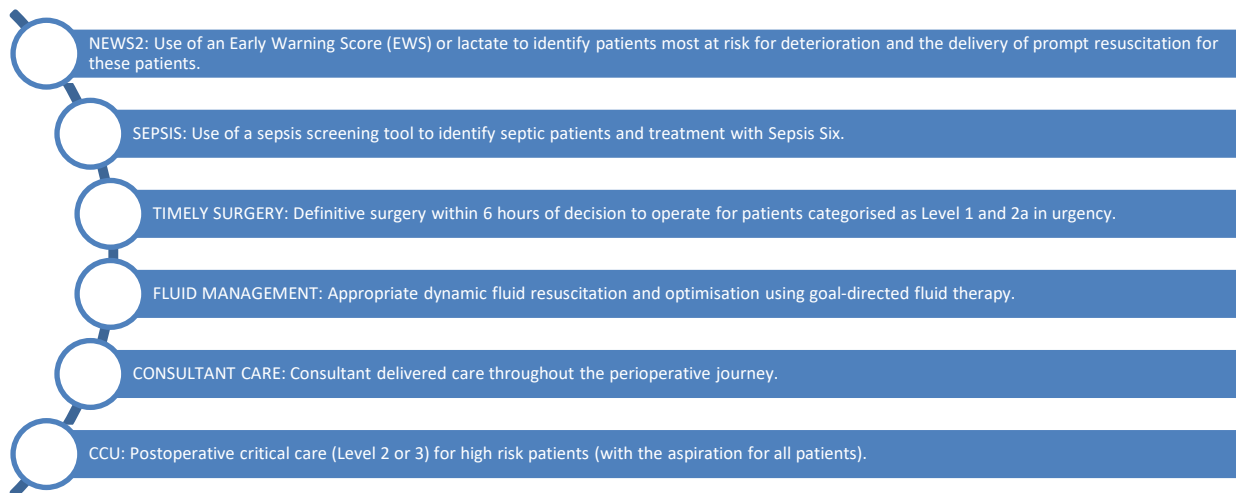 NEWS2: Use of an Early Warning Score (EWS) or lactate to identify patients most at risk for deterioration and the delivery of prompt resuscitation for
these patients.
SEPSIS: Use of a sepsis screening tool to identify septic patients and treatment with Sepsis Six.
TIMELY SURGERY: Definitive surgery within 6 hours of decision to operate for patients categorised as Level 1 and 2a in urgency.
FLUID MANAGEMENT: Appropriate dynamic fluid resuscitation and optimisation using goal-directed fluid therapy.
CONSULTANT CARE: Consultant delivered care throughout the perioperative journey.
CCU: Postoperative critical care (Level 2 or 3) for high risk patients (with the aspiration for all patients).